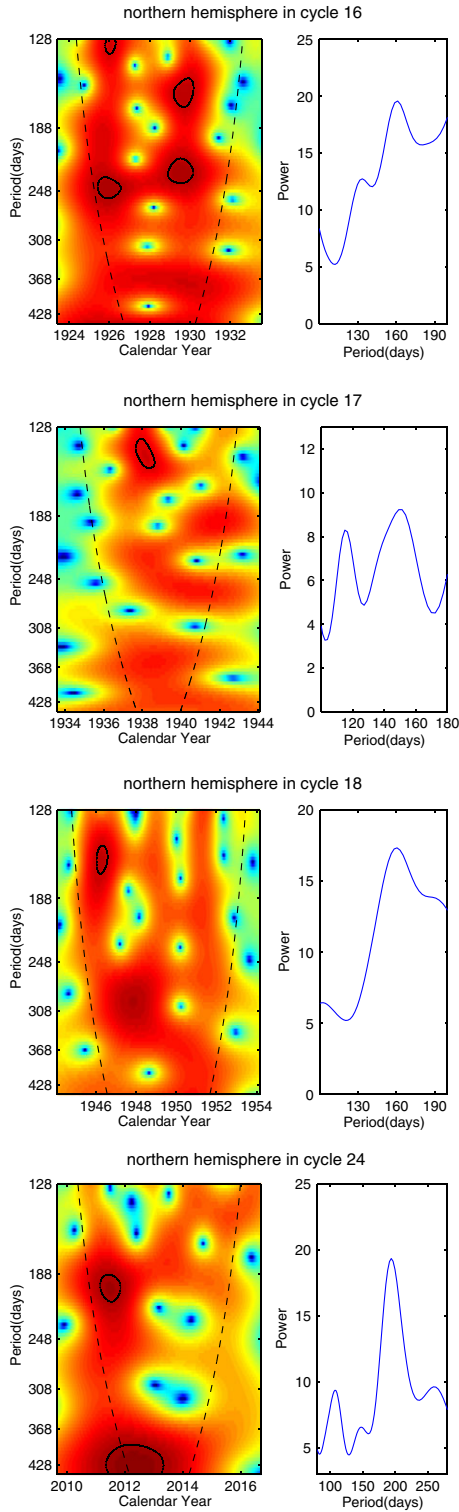 northern hemisphere in cycle 16
128
188
248
308
368
428
Period(days)
1924 1926 1928 1930 1932
Calendar Year
25
20
15
10
5
0
Power
130 160 190
Period(days)
northern hemisphere in cycle 17
128
188
248
308
368
428
Period(days)
1934 1936 1938 1940 1942 1944
Calendar Year
12
10
8
6
4
2
0
Power
120 140 160 180
Period(days)
northern hemisphere in cycle 18
128
188
248
308
368
428
Period(days)
1946 1948 1950 1952 1954
Calendar Year
20
15
10
5
0
Power
130 160 190
Period(days)
northern hemisphere in cycle 24
128
188
248
308
368
428
Period(days)
2010 2012 2014 2016
Calendar Year
25
20
15
10
5
Power
100 150 200 250
Period(days)